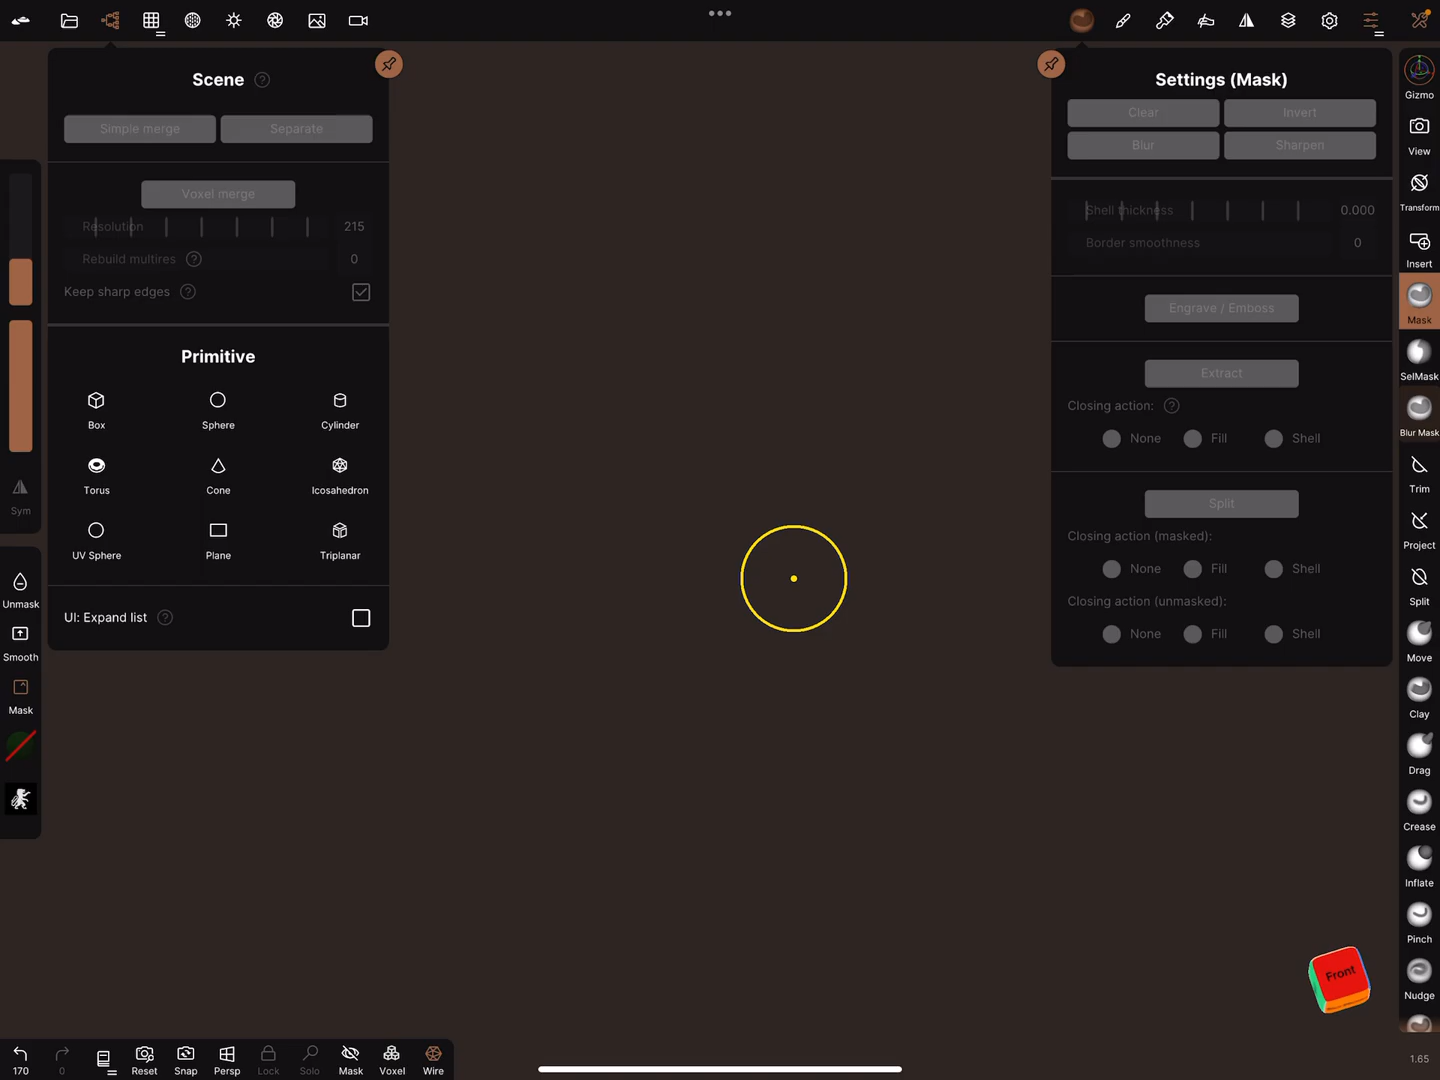 Scene
Simple merge Separate
Voxel merge
Resolution 215
Rebuild multires 0
Keep sharp edges
Primitive
Box Sphere Cylinder
Torus Cone Icosahedron
UV Sphere Plane Triplanar
UI: Expand list
Sym
Unmask
Smooth
Mask
Settings (Mask)
Clear Invert
Blur Sharpen
Shell thickness 0.000
Border smoothness 0
Engrave / Emboss
Extract
Closing action:
None Fill Shell
Split
Closing action (masked):
None Fill Shell
Closing action (unmasked):
None Fill Shell
Gizmo
View
Transform
Insert
Mask
SelMask
Blur Mask
Trim
Project
Split
Move
Clay
Drag
Crease
Inflate
Pinch
Nudge
Front
170 0 Reset Snap Persp Lock Solo Mask Voxel Wire
1.65